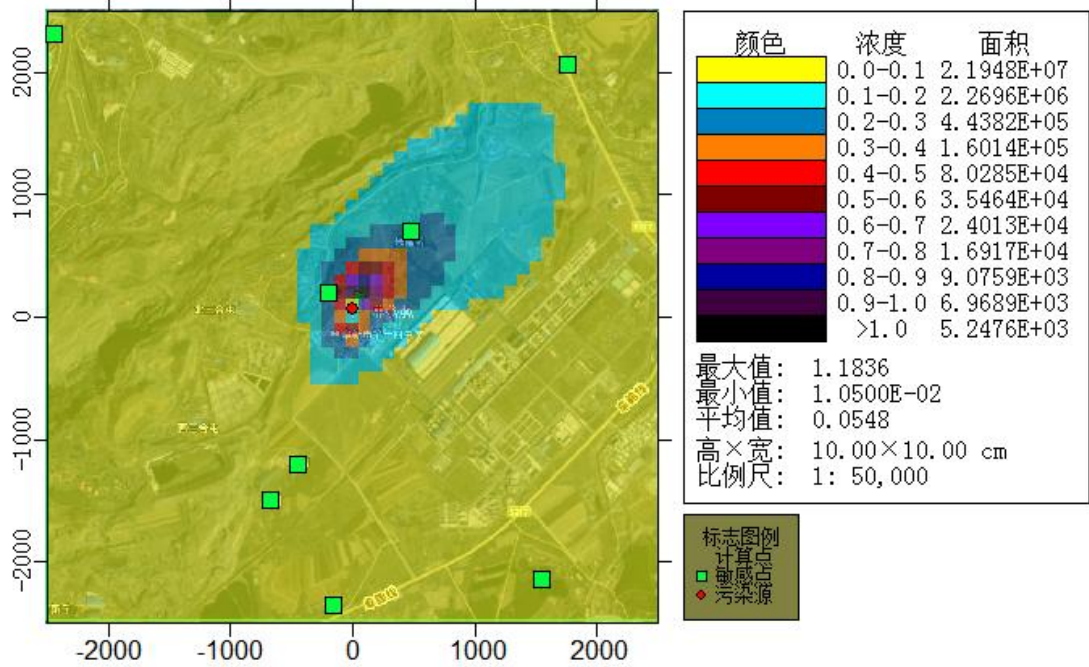 颜色 浓度 面积
0.0-0.1 2.1948E+07
0.1-0.2 2.2696E+06
0.2-0.3 4.4382E+05
0.3-0.4 1.6014E+05
0.4-0.5 8.0285E+04
0.5-0.6 3.5464E+04
0.6-0.7 2.4013E+04
0.7-0.8 1.6917E+04
0.8-0.9 9.0759E+03
0.9-1.0 6.9689E+03
>1.0 5.2476E+03
最大值: 1.1836
最小值: 1.0500E-02
平均值: 0.0548
高×宽: 10.00×10.00 cm
比例尺: 1: 50,000
标志图例
计算点
敏感点
污染源
2000
1000
0
-1000
-2000
-2000 -1000 0 1000 2000